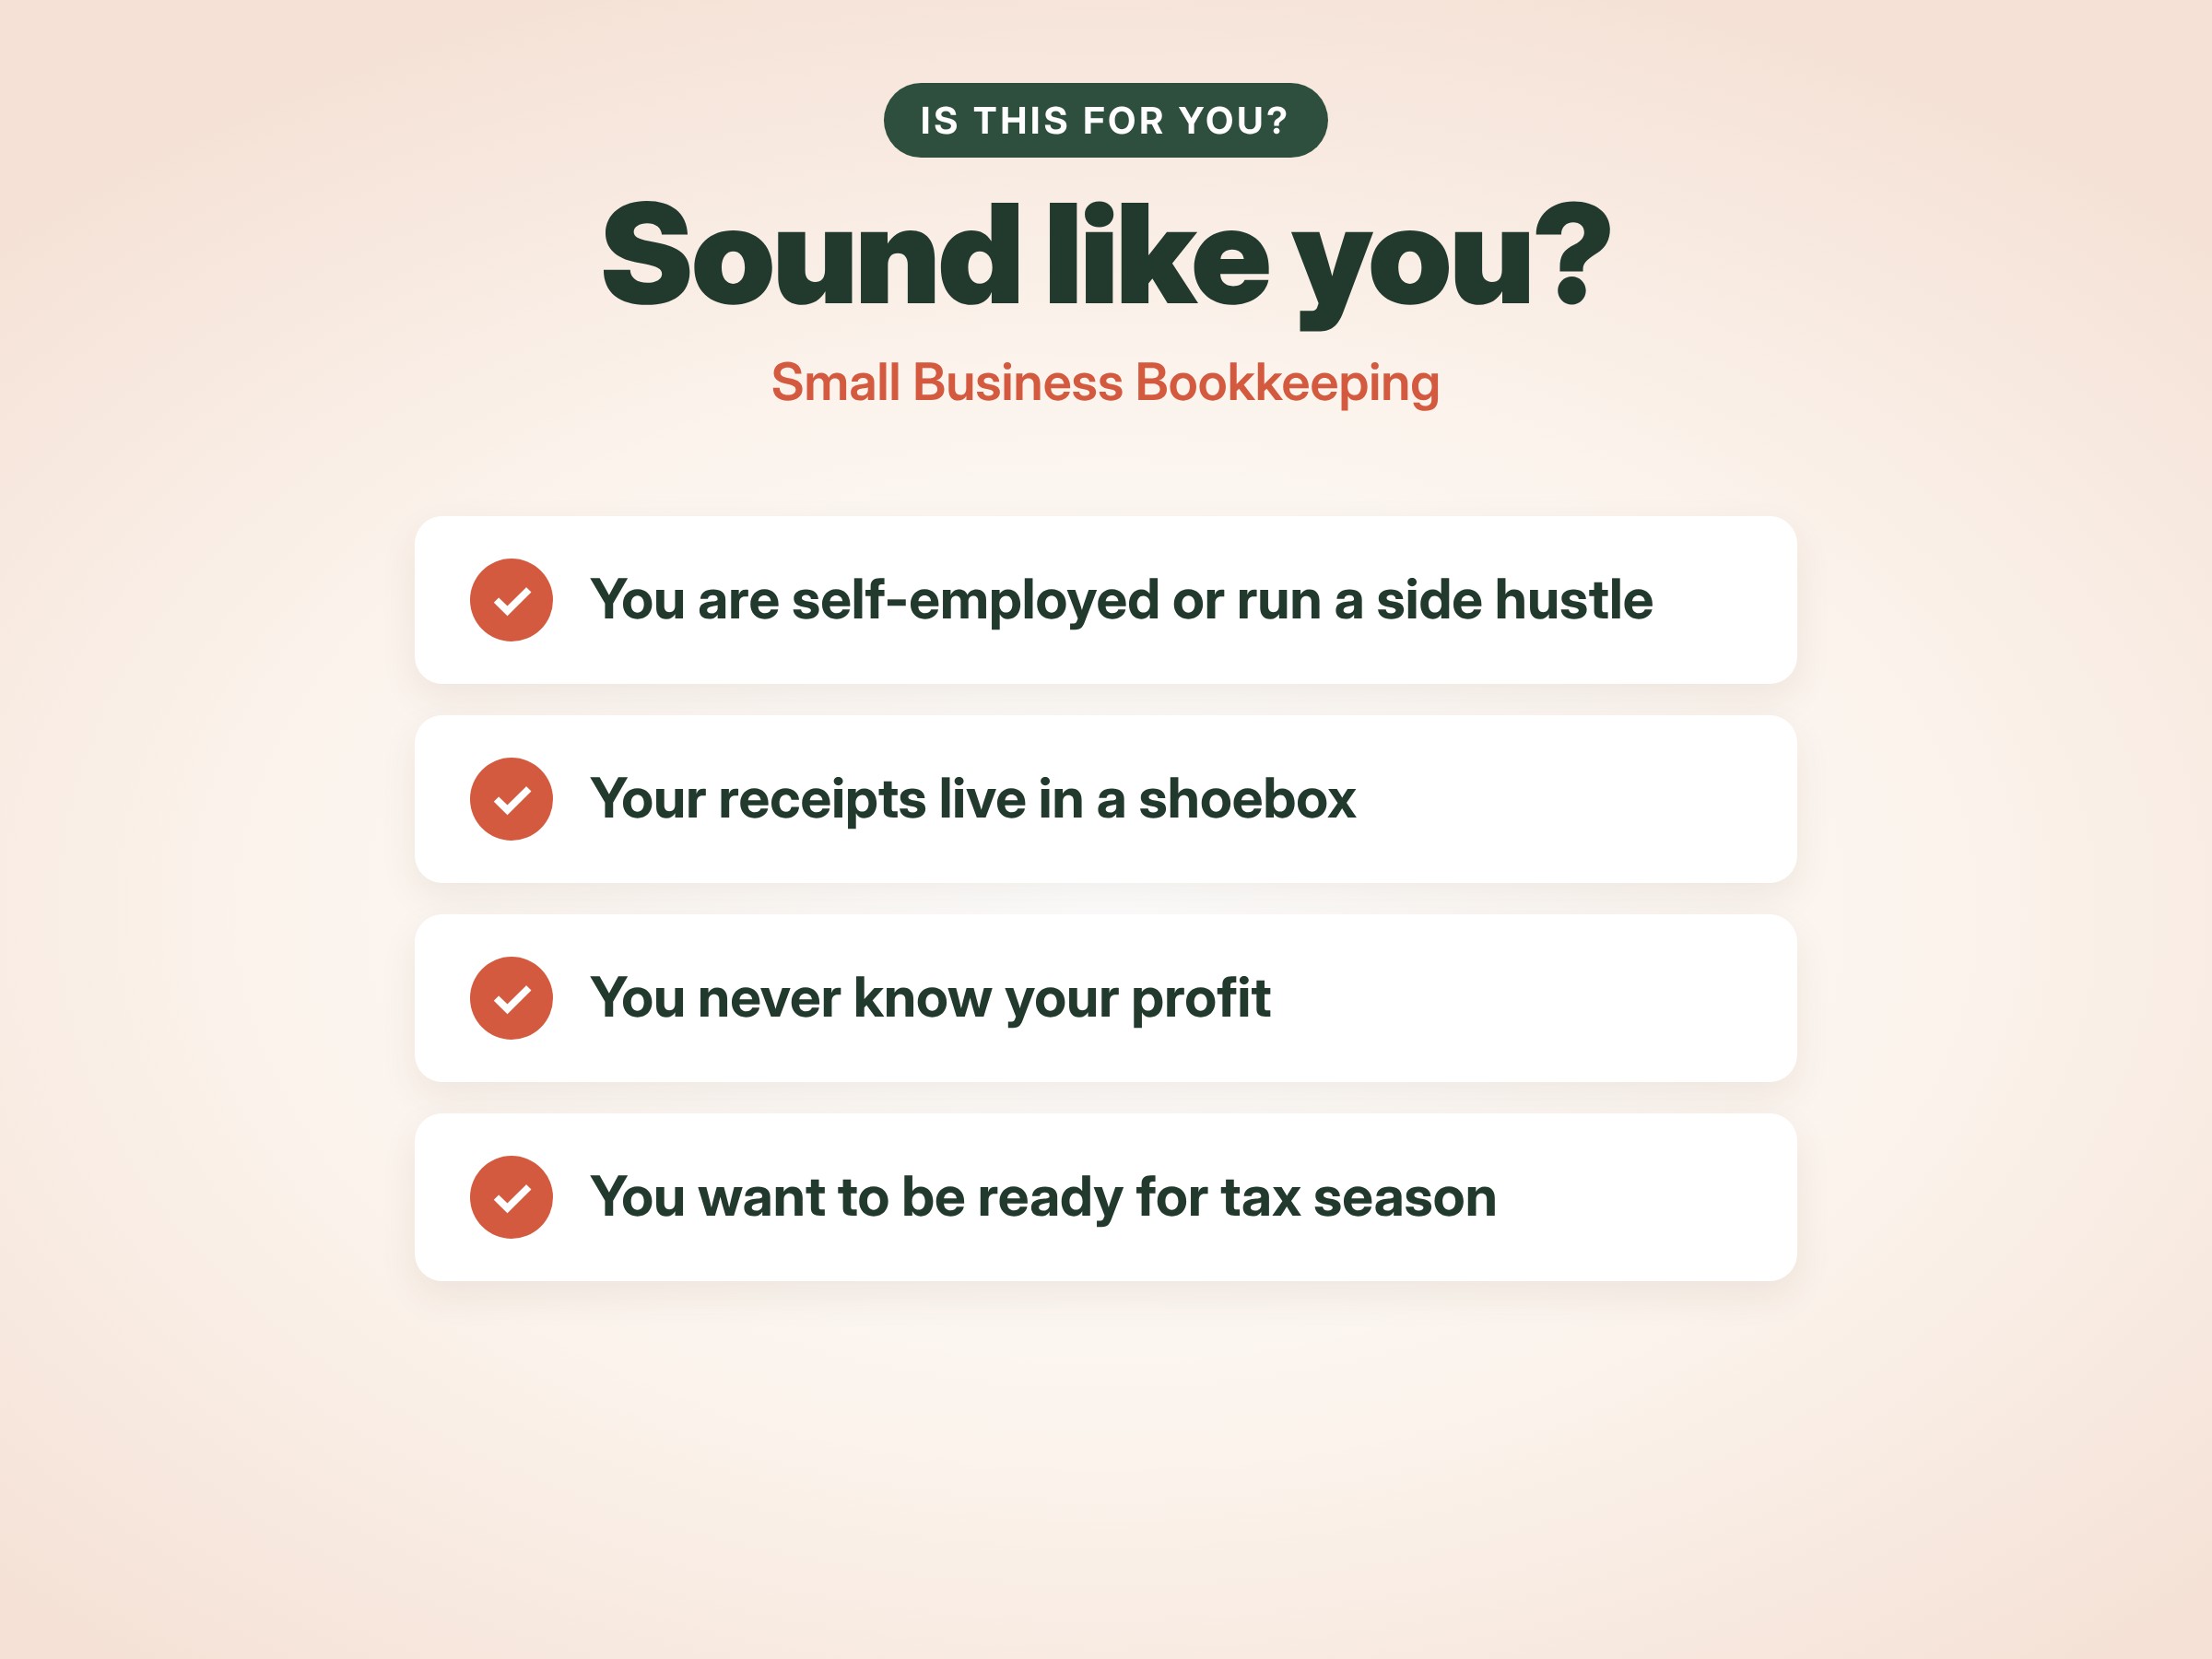 IS THIS FOR YOU?
Sound like you?
Small Business Bookkeeping
You are self-employed or run a side hustle
Your receipts live in a shoebox
You never know your profit
You want to be ready for tax season